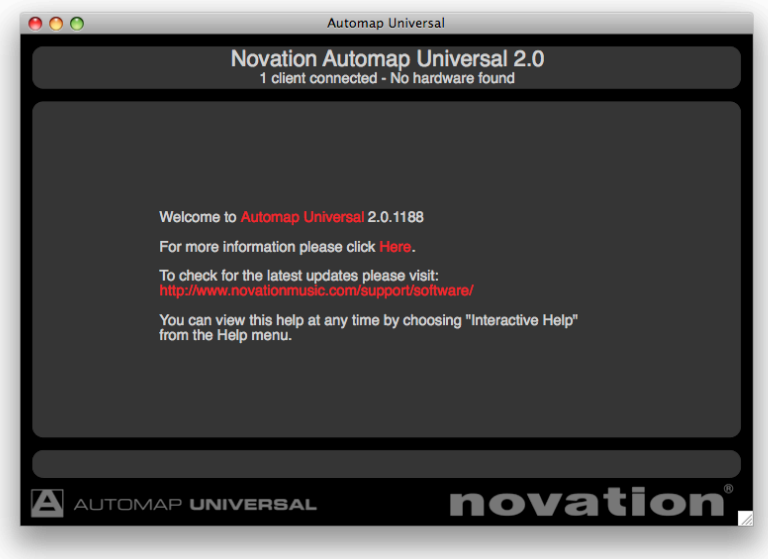 Automap Universal
Novation Automap Universal 2.0
1 client connected - No hardware found
Welcome to Automap Universal 2.0.1188
For more information please click Here.
To check for the latest updates please visit:
http://www.novationmusic.com/support/software/
You can view this help at any time by choosing "Interactive Help"
from the Help menu.
A AUTOMAP UNIVERSAL
novation®